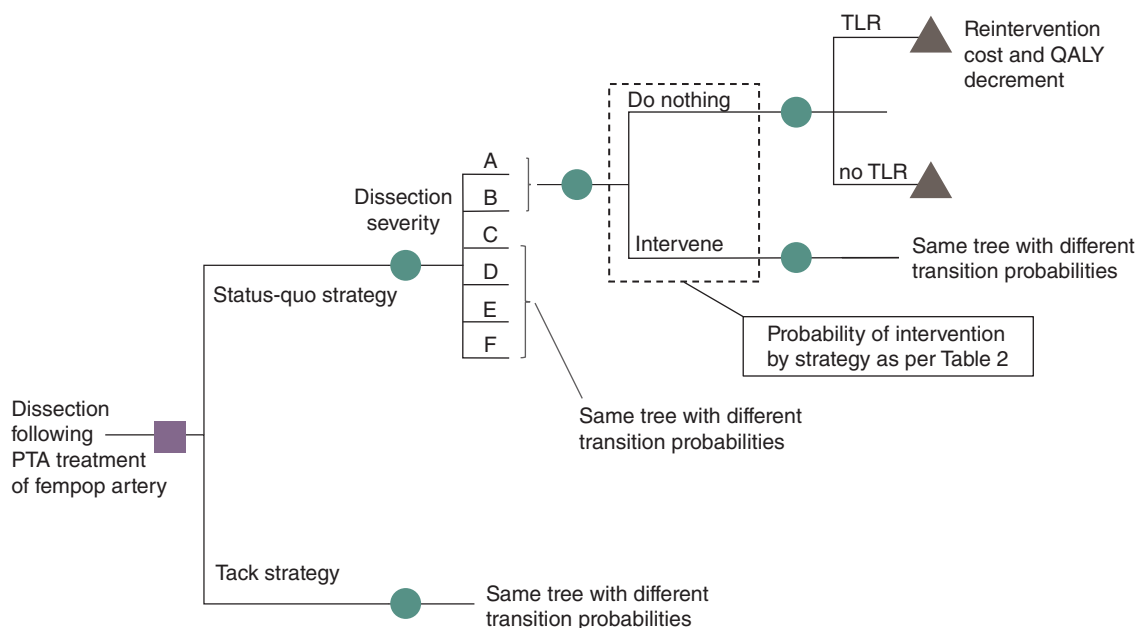 TLR
Reintervention
cost and QALY
decrement
Do nothing
no TLR
A
B
C
D
E
F
Dissection
severity
Intervene
Same tree with different
transition probabilities
Status-quo strategy
Probability of intervention
by strategy as per Table 2
Same tree with different
transition probabilities
Dissection
following
PTA treatment
of fempop artery
Tack strategy
Same tree with different
transition probabilities